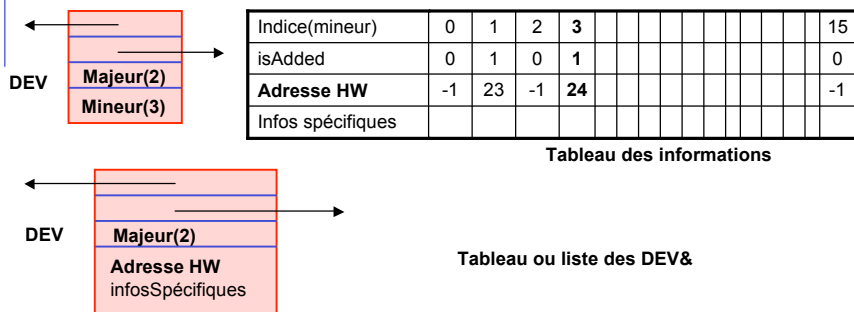 DEV
Majeur(2)
Mineur(3)
Indice(mineur) 0 1 2 3 15
isAdded 0 1 0 1 0
Adresse HW -1 23 -1 24 -1
Infos spécifiques
Tableau des informations
DEV
Majeur(2)
Adresse HW
infosSpécifiques
Tableau ou liste des DEV&